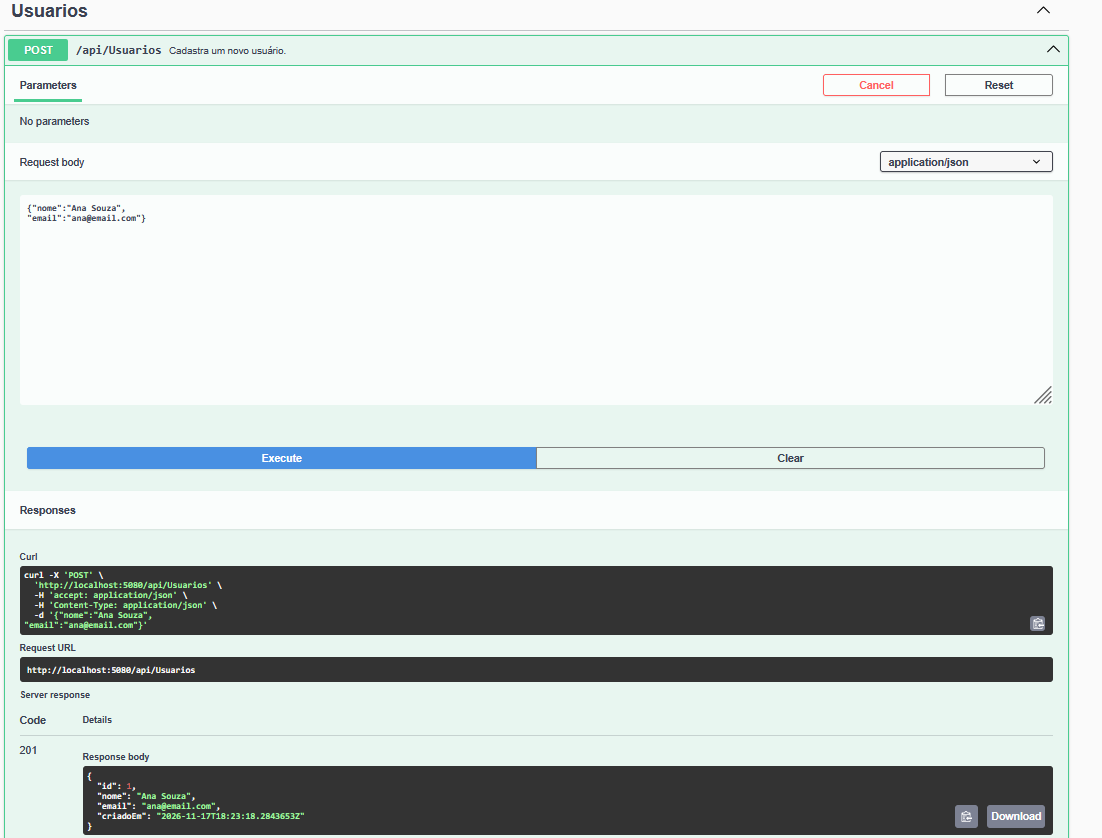 Usuarios
POST /api/Usuarios Cadastra um novo usuário.
Parameters
Cancel
Reset
No parameters
Request body
application/json
{"nome":"Ana Souza",
"email":"ana@email.com"}
Execute
Clear
Responses
Curl
curl -X 'POST' \
'http://localhost:5080/api/Usuarios' \
-H 'accept: application/json' \
-H 'Content-Type: application/json' \
-d '{"nome":"Ana Souza",
"email":"ana@email.com"}'
Request URL
http://localhost:5080/api/Usuarios
Server response
Code Details
201
Response body
{
"id": 1,
"nome": "Ana Souza",
"email": "ana@email.com",
"criadoEm": "2026-11-17T18:23:18.2843653Z"
}
Download